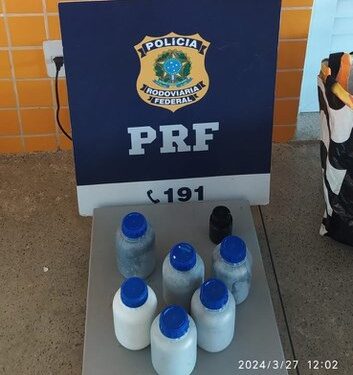 POLÍCIA
RODOVIÁRIA
FEDERAL
PRF
191
2024/3/27 12:02